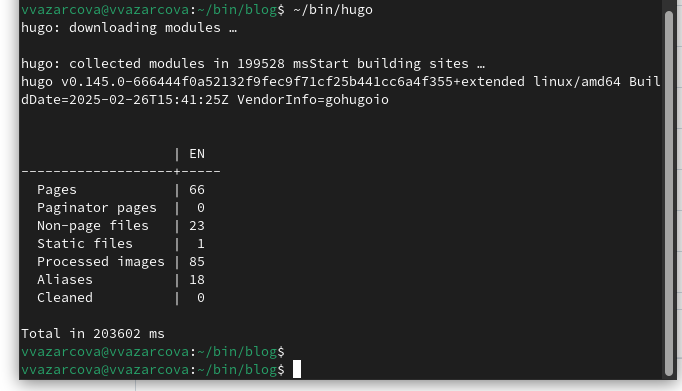 vvazarcova@vvazarcova:~/bin/blog$ ~/bin/hugo
hugo: downloading modules …
hugo: collected modules in 199528 msStart building sites …
hugo v0.145.0-666444f0a52132f9fec9f71cf25b441cc6a4f355+extended linux/amd64 Buil
dDate=2025-02-26T15:41:25Z VendorInfo=gohugoio
| EN
-------------------+-----
Pages | 66
Paginator pages | 0
Non-page files | 23
Static files | 1
Processed images | 85
Aliases | 18
Cleaned | 0
Total in 203602 ms
vvazarcova@vvazarcova:~/bin/blog$
vvazarcova@vvazarcova:~/bin/blog$